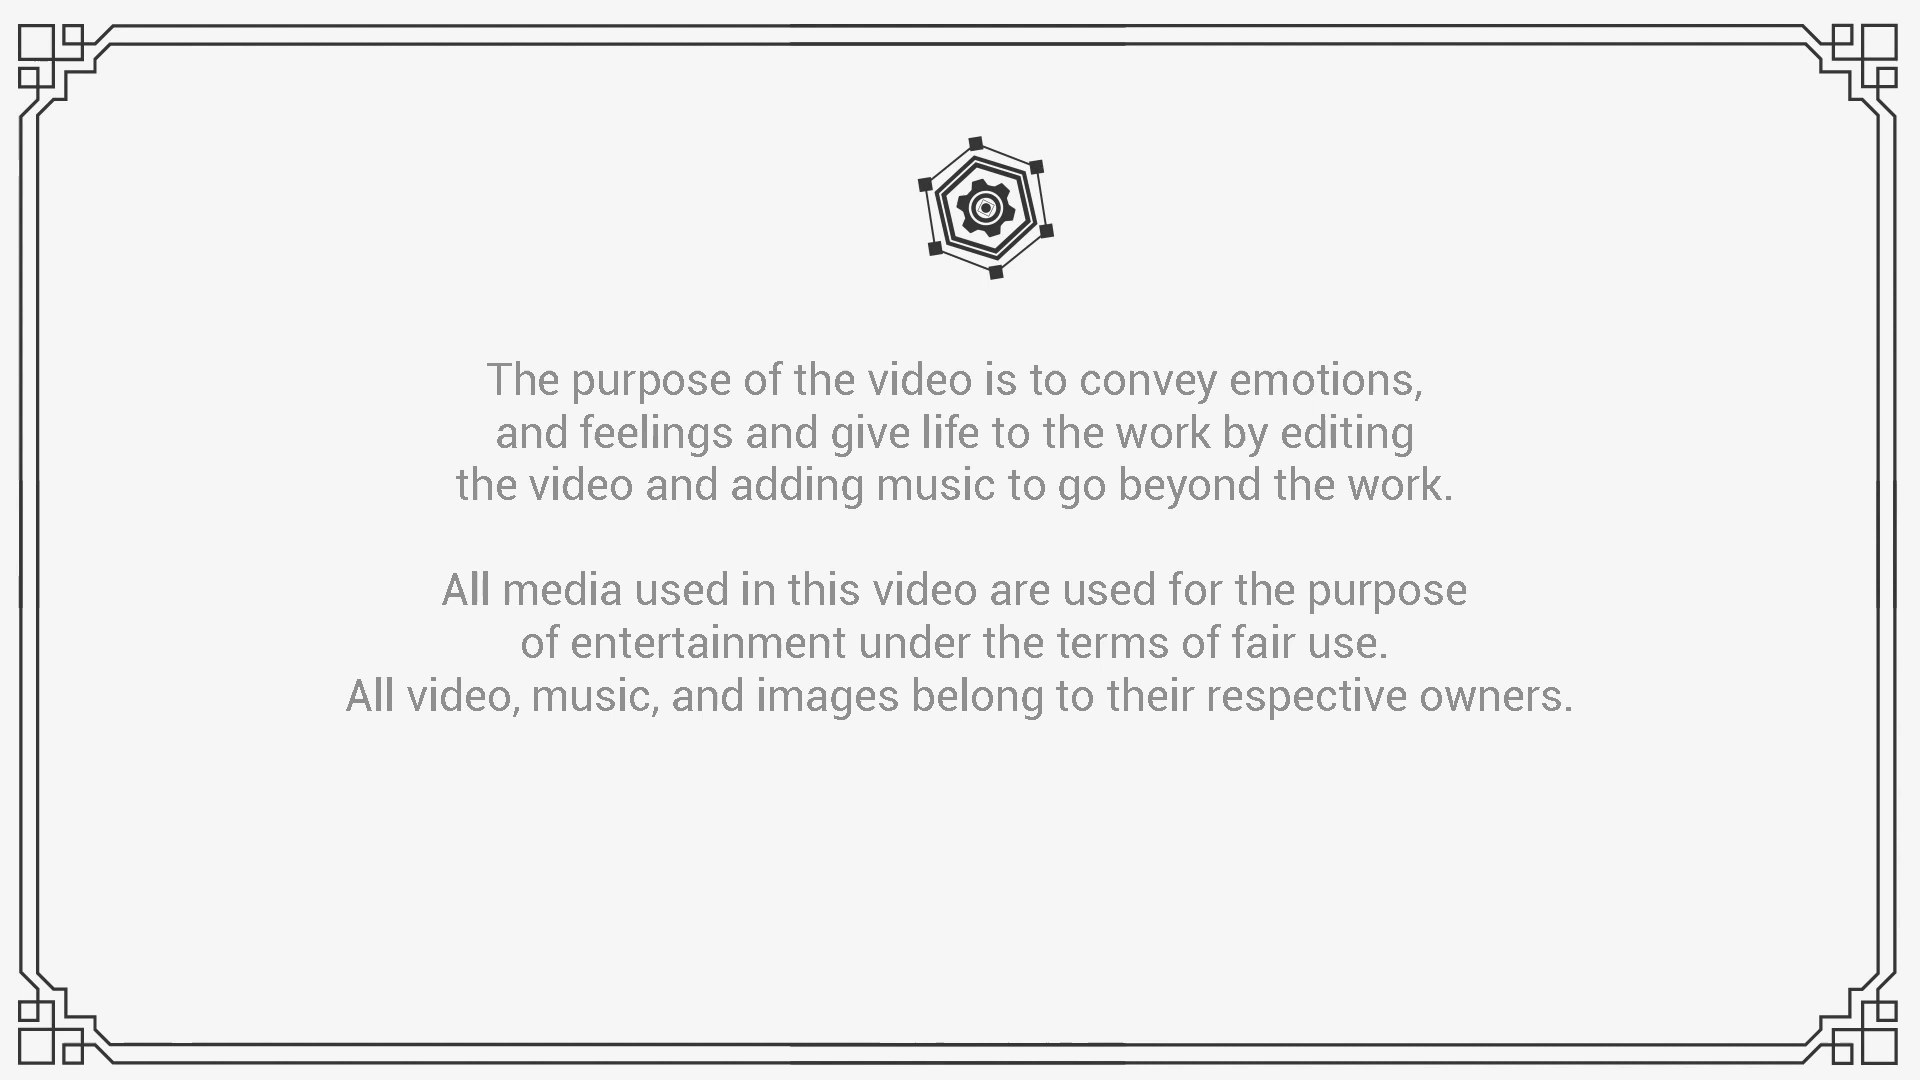 The purpose of the video is to convey emotions,
and feelings and give life to the work by editing
the video and adding music to go beyond the work.
All media used in this video are used for the purpose
of entertainment under the terms of fair use.
All video, music, and images belong to their respective owners.